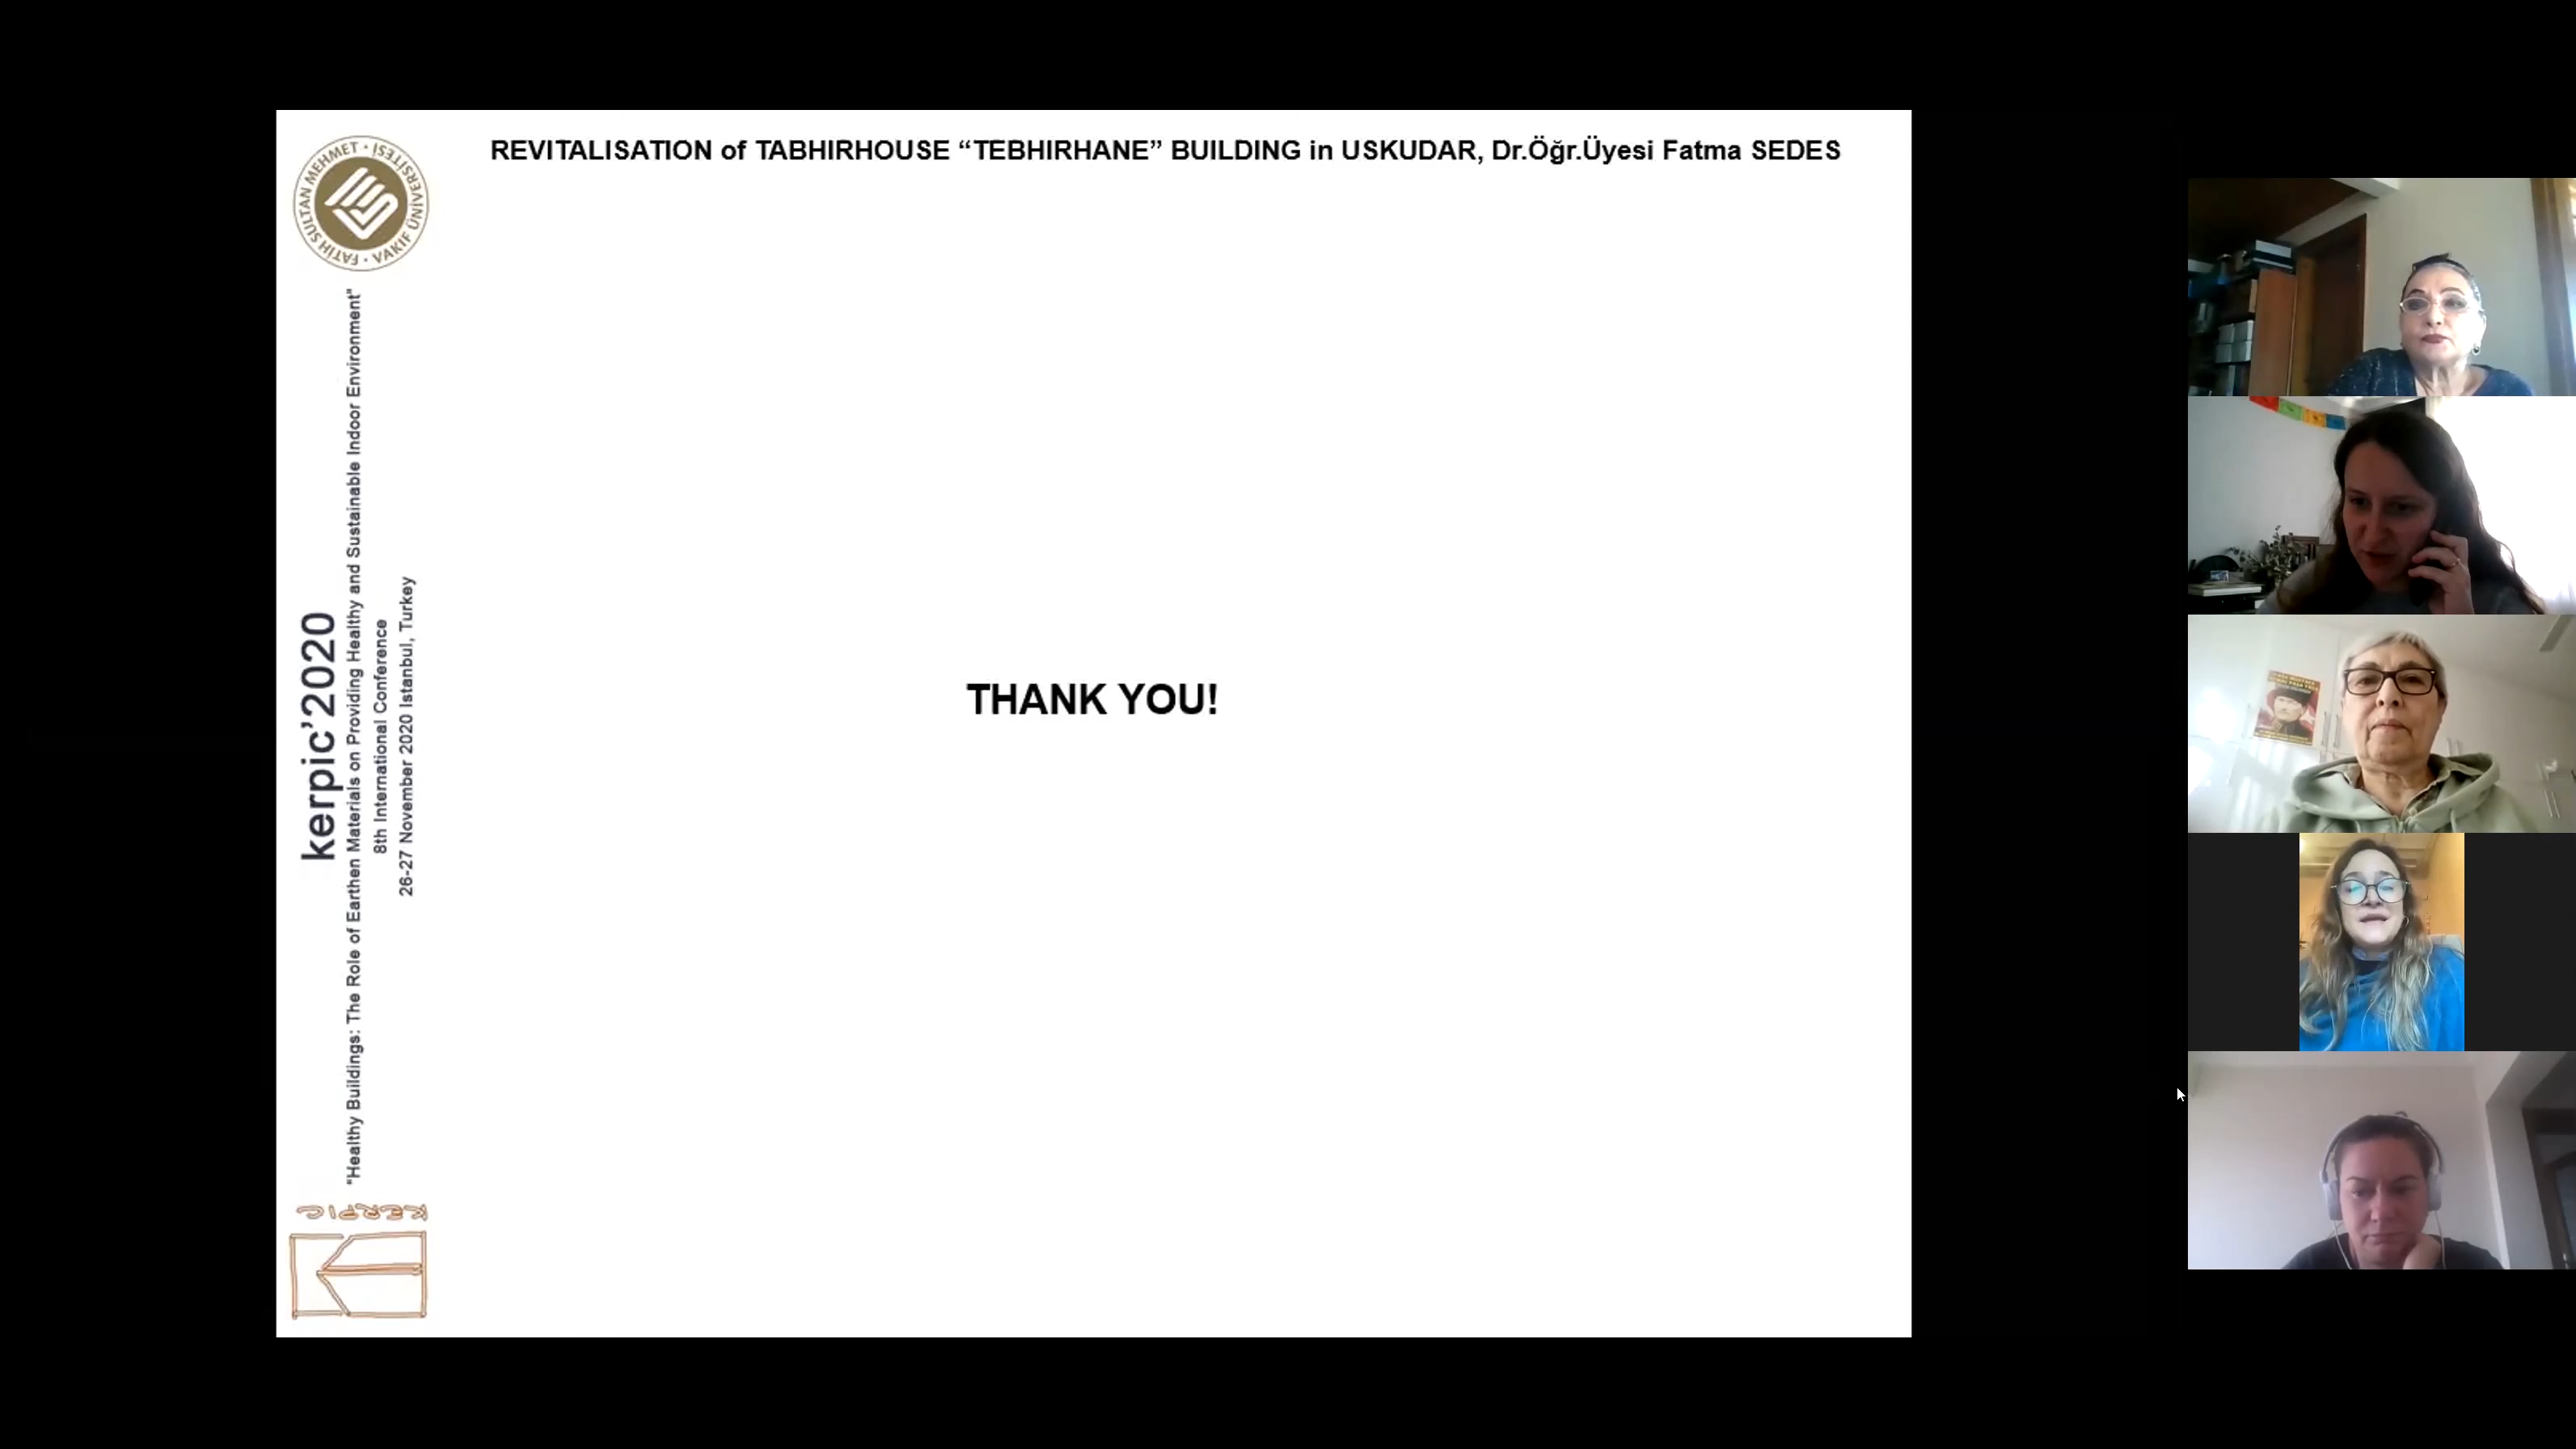 REVITALISATION of TABHIRHOUSE “TEBHIRHANE” BUILDING in USKUDAR, Dr.Öğr.Üyesi Fatma SEDES
FATİH SULTAN MEHMET · VAKIF ÜNİVERSİTESİ ·
kerpic’2020
"Healthy Buildings: The Role of Earthen Materials on Providing Healthy and Sustainable Indoor Environment"
8th International Conference
26-27 November 2020 Istanbul, Turkey
THANK YOU!
KERPIC